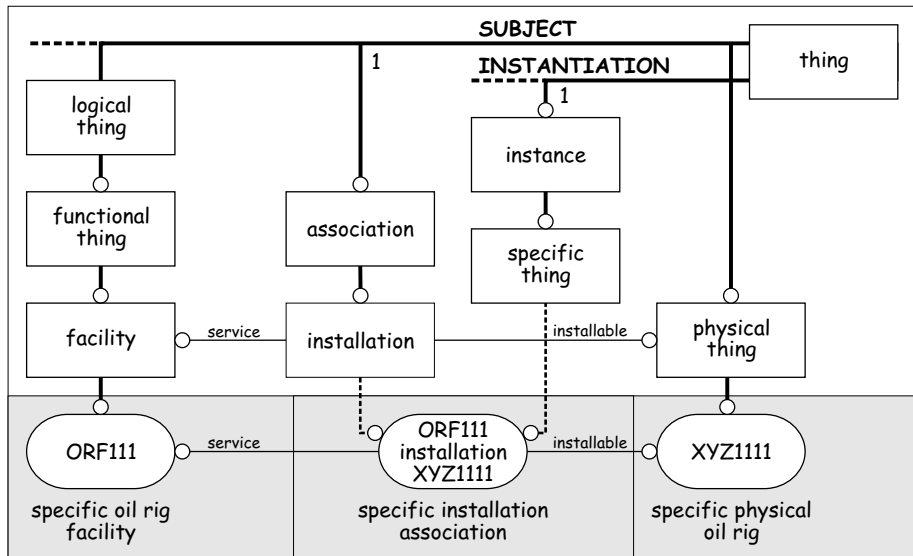 SUBJECT
1
thing
INSTANTIATION
1
logical
thing
instance
functional
thing
association
specific
thing
facility
service
installation
installable
physical
thing
ORF111
service
ORF111
installation
XYZ1111
installable
XYZ1111
specific oil rig
facility
specific installation
association
specific physical
oil rig